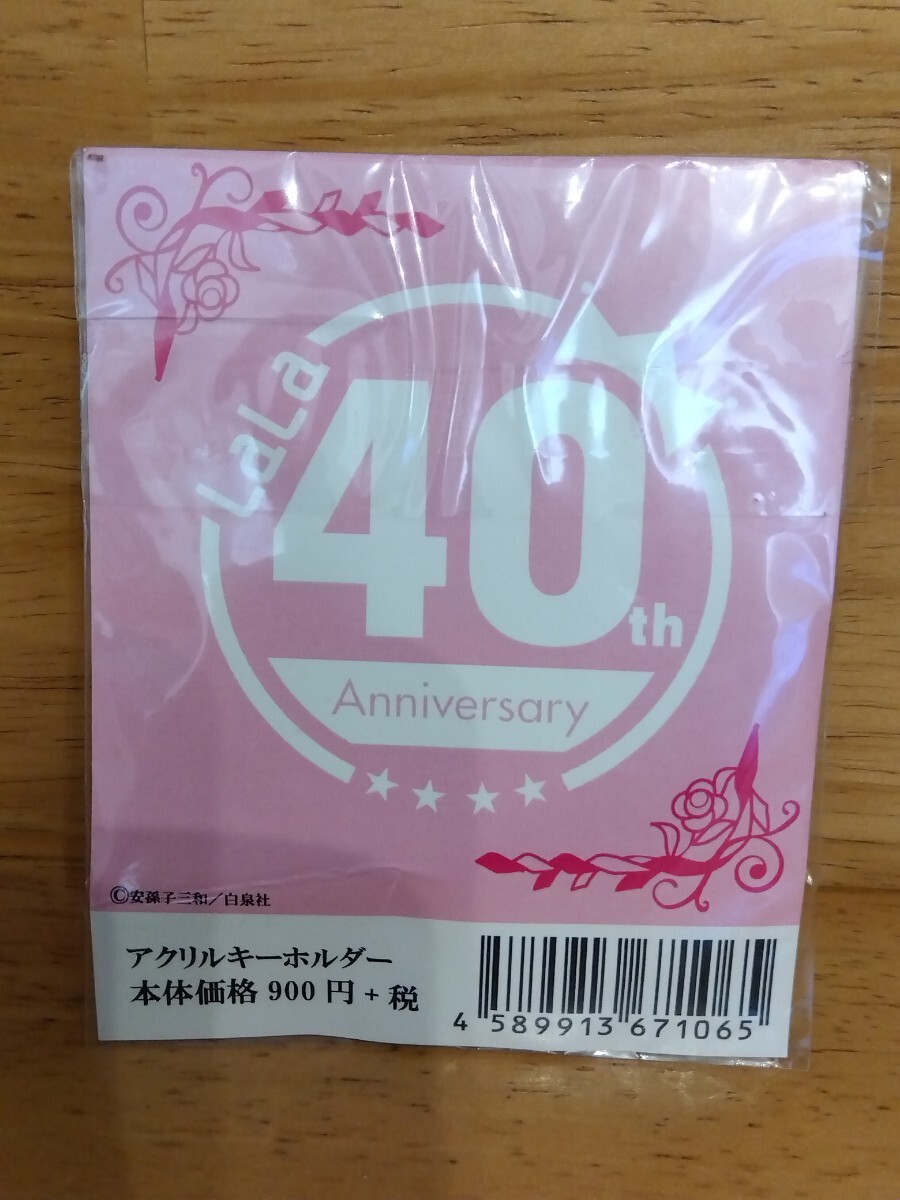 LaLa
40th
Anniversary
©安孫子三和/白泉社
アクリルキーホルダー
本体価格 900 円 + 税
4 589913 671065